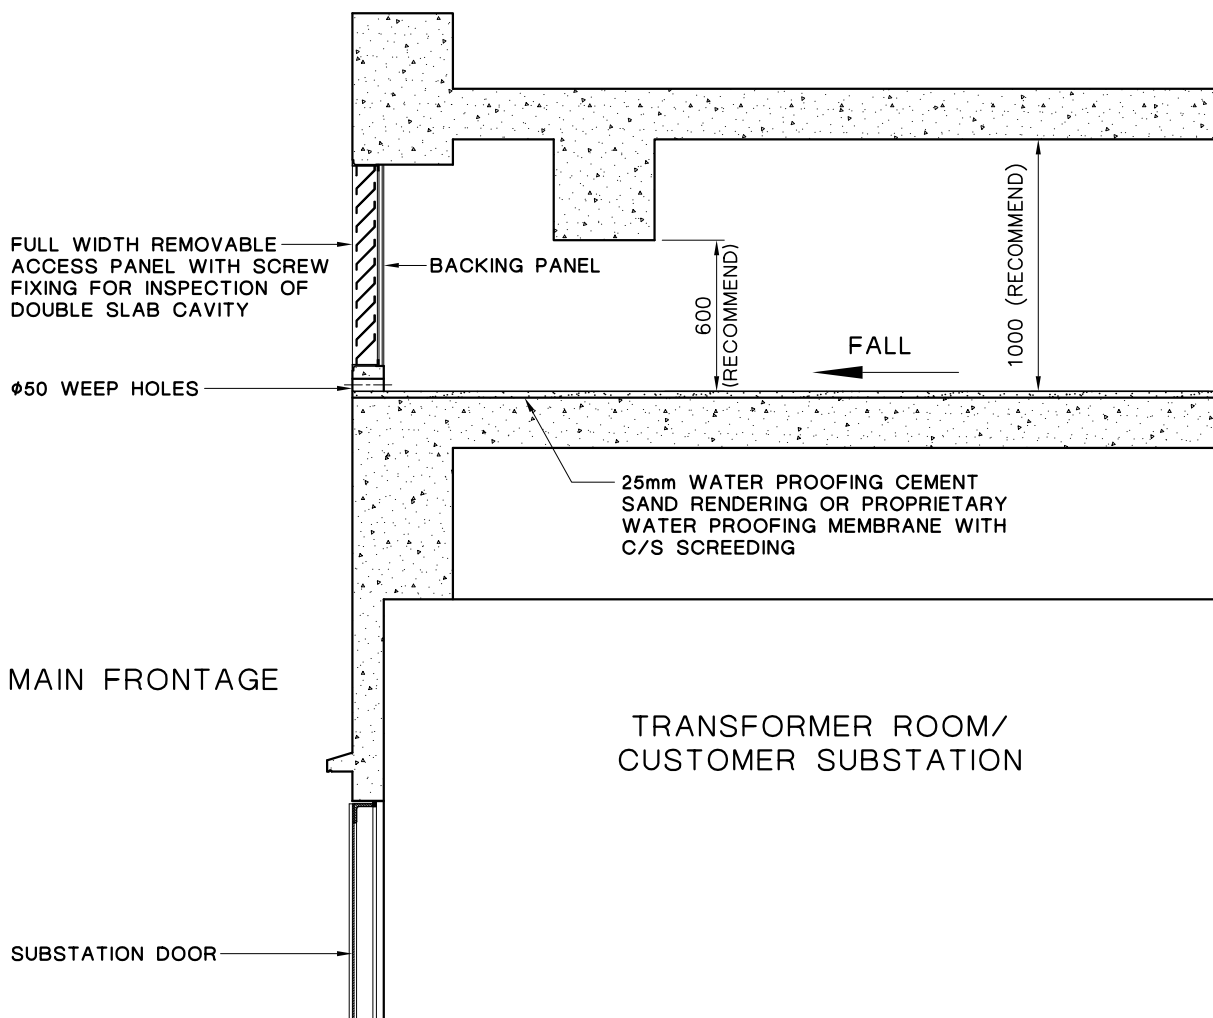 FULL WIDTH REMOVABLE
ACCESS PANEL WITH SCREW
FIXING FOR INSPECTION OF
DOUBLE SLAB CAVITY
BACKING PANEL
600
(RECOMMEND)
1000 (RECOMMEND)
FALL
ø50 WEEP HOLES
25mm WATER PROOFING CEMENT
SAND RENDERING OR PROPRIETARY
WATER PROOFING MEMBRANE WITH
C/S SCREEDING
MAIN FRONTAGE
TRANSFORMER ROOM/
CUSTOMER SUBSTATION
SUBSTATION DOOR